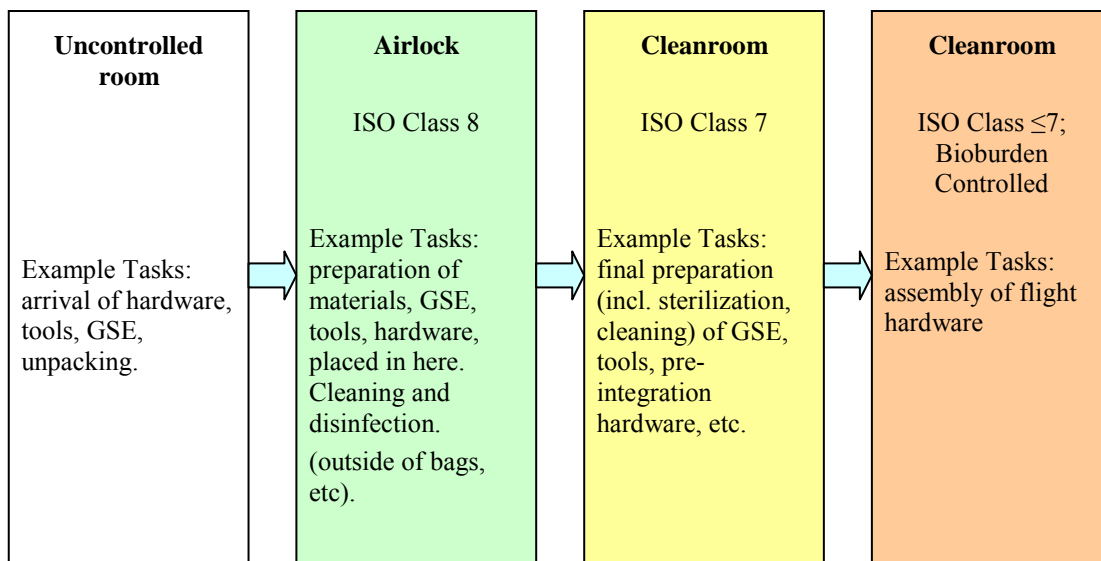 Uncontrolled
room
Example Tasks:
arrival of hardware,
tools, GSE,
unpacking.
Airlock
ISO Class 8
Example Tasks:
preparation of
materials, GSE,
tools, hardware,
placed in here.
Cleaning and
disinfection.
(outside of bags,
etc).
Cleanroom
ISO Class 7
Example Tasks:
final preparation
(incl. sterilization,
cleaning) of GSE,
tools, pre-
integration
hardware, etc.
Cleanroom
ISO Class ≤7;
Bioburden
Controlled
Example Tasks:
assembly of flight
hardware